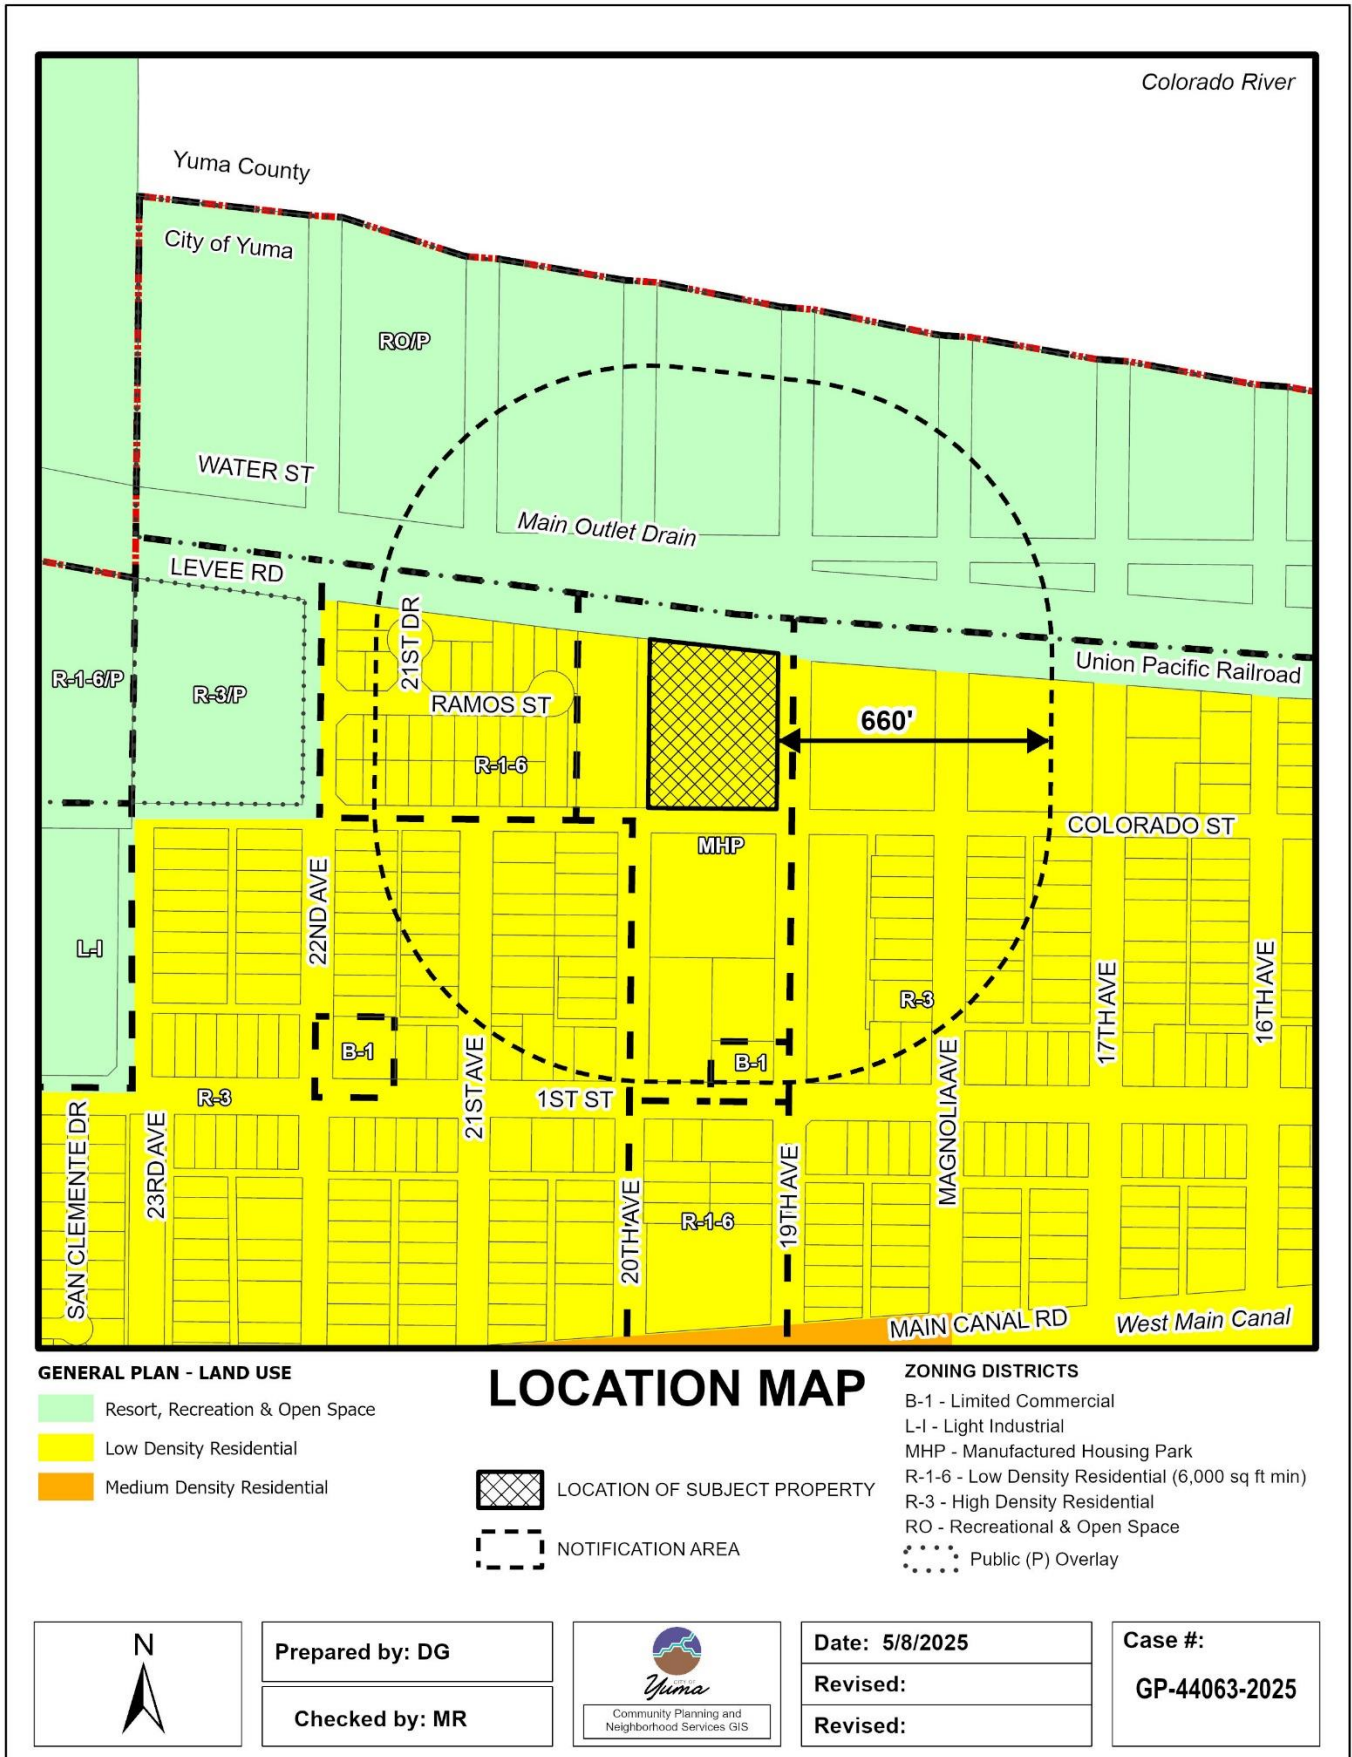 Colorado River
Yuma County
City of Yuma
RO/P
WATER ST
Main Outlet Drain
LEVEE RD
Union Pacific Railroad
R-1-6/P
R-3/P
21ST DR
RAMOS ST
R-1-6
660'
COLORADO ST
MHP
L-I
22ND AVE
R-3
17TH AVE
16TH AVE
B-1
B-1
R-3
21ST AVE
1ST ST
MAGNOLIA AVE
SAN CLEMENTE DR
23RD AVE
20TH AVE
R-1-6
19TH AVE
MAIN CANAL RD
West Main Canal
GENERAL PLAN - LAND USE
Resort, Recreation & Open Space
Low Density Residential
Medium Density Residential
LOCATION MAP
LOCATION OF SUBJECT PROPERTY
NOTIFICATION AREA
ZONING DISTRICTS
B-1 - Limited Commercial
L-I - Light Industrial
MHP - Manufactured Housing Park
R-1-6 - Low Density Residential (6,000 sq ft min)
R-3 - High Density Residential
RO - Recreational & Open Space
Public (P) Overlay
N
Prepared by: DG
Checked by: MR
CITY OF
Yuma
Community Planning and
Neighborhood Services GIS
Date: 5/8/2025
Revised:
Revised:
Case #:
GP-44063-2025